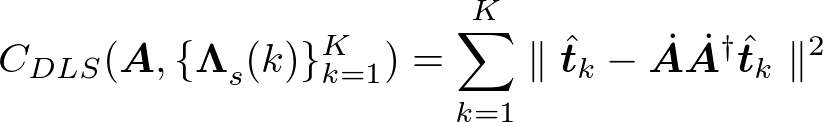 $C_{DLS}(\boldsymbol{A}, \{\boldsymbol{\Lambda}_s(k)\}_{k=1}^{K}) = \sum_{k=1}^{K} \| \hat{\boldsymbol{t}}_k - \dot{\boldsymbol{A}}\dot{\boldsymbol{A}}^{\dagger}\hat{\boldsymbol{t}}_k \|^2$